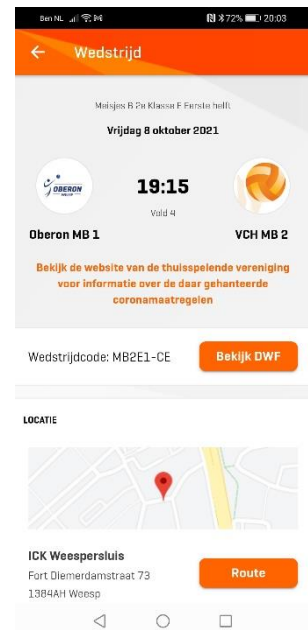 Ben NL 72% 20:03
Wedstrijd
Meisjes B 2e Klasse E Eerste helft
Vrijdag 8 oktober 2021
OBERON
19:15
Veld 4
Oberon MB 1 VCH MB 2
Bekijk de website van de thuisspelende vereniging
voor informatie over de daar gehanteerde
coronamaatregelen
Wedstrijdcode: MB2E1-CE Bekijk DWF
LOCATIE
ICK Weespersluis
Fort Diemerdamstraat 73
1384AH Weesp
Route